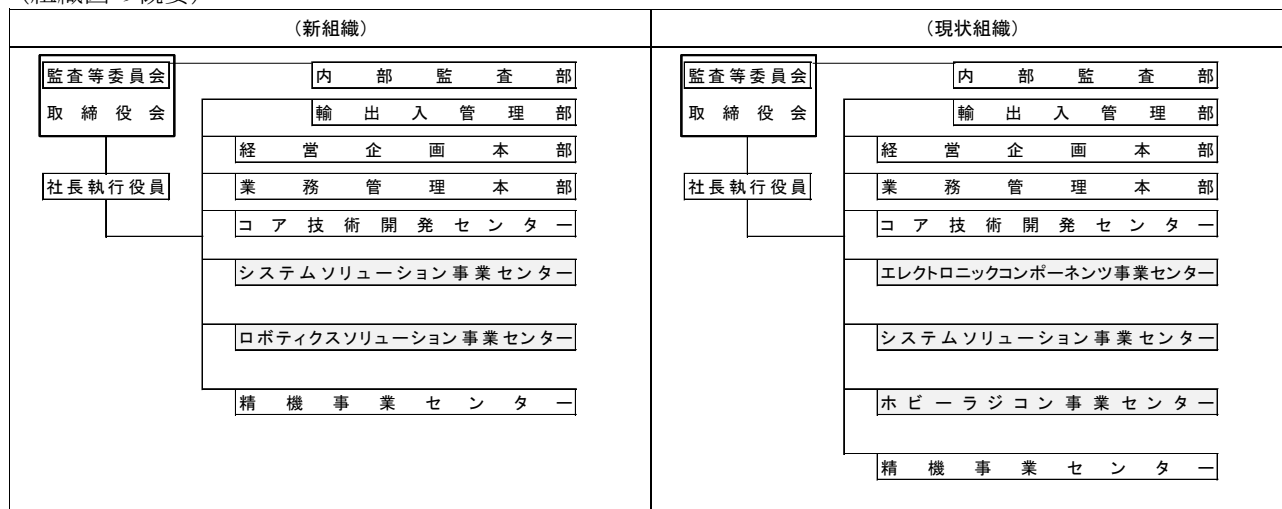 （新組織）
監査等委員会
内部監査部
取締役会
輸出入管理部
経営企画本部
社長執行役員
業務管理本部
コア技術開発センター
システムソリューション事業センター
ロボティクスソリューション事業センター
精機事業センター
（現状組織）
監査等委員会
内部監査部
取締役会
輸出入管理部
経営企画本部
社長執行役員
業務管理本部
コア技術開発センター
エレクトロニックコンポーネンツ事業センター
システムソリューション事業センター
ホビーラジコン事業センター
精機事業センター